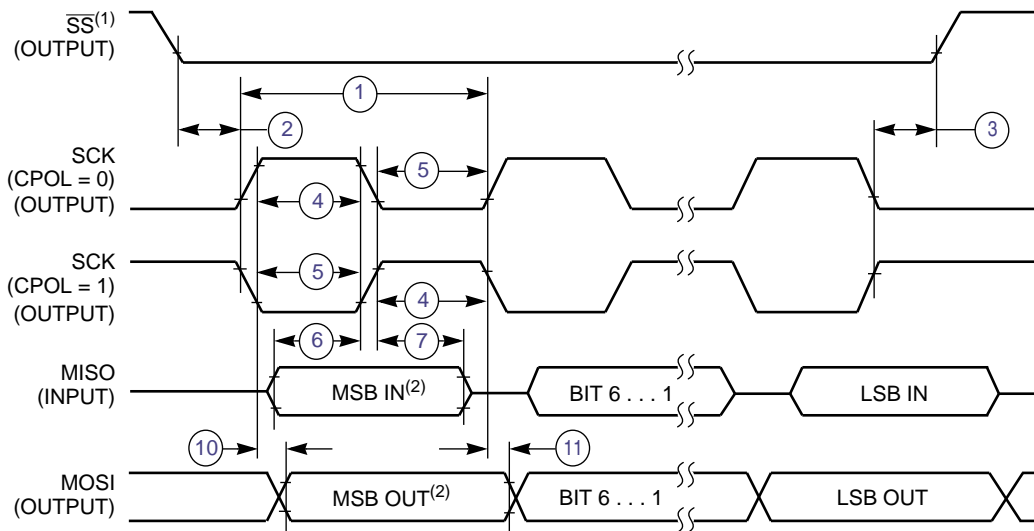 SS(1)
(OUTPUT)
1
2
3
SCK
(CPOL = 0)
(OUTPUT)
5
4
SCK
(CPOL = 1)
(OUTPUT)
5
4
6
7
MISO
(INPUT)
MSB IN(2)
BIT 6 . . . 1
LSB IN
10
11
MOSI
(OUTPUT)
MSB OUT(2)
BIT 6 . . . 1
LSB OUT